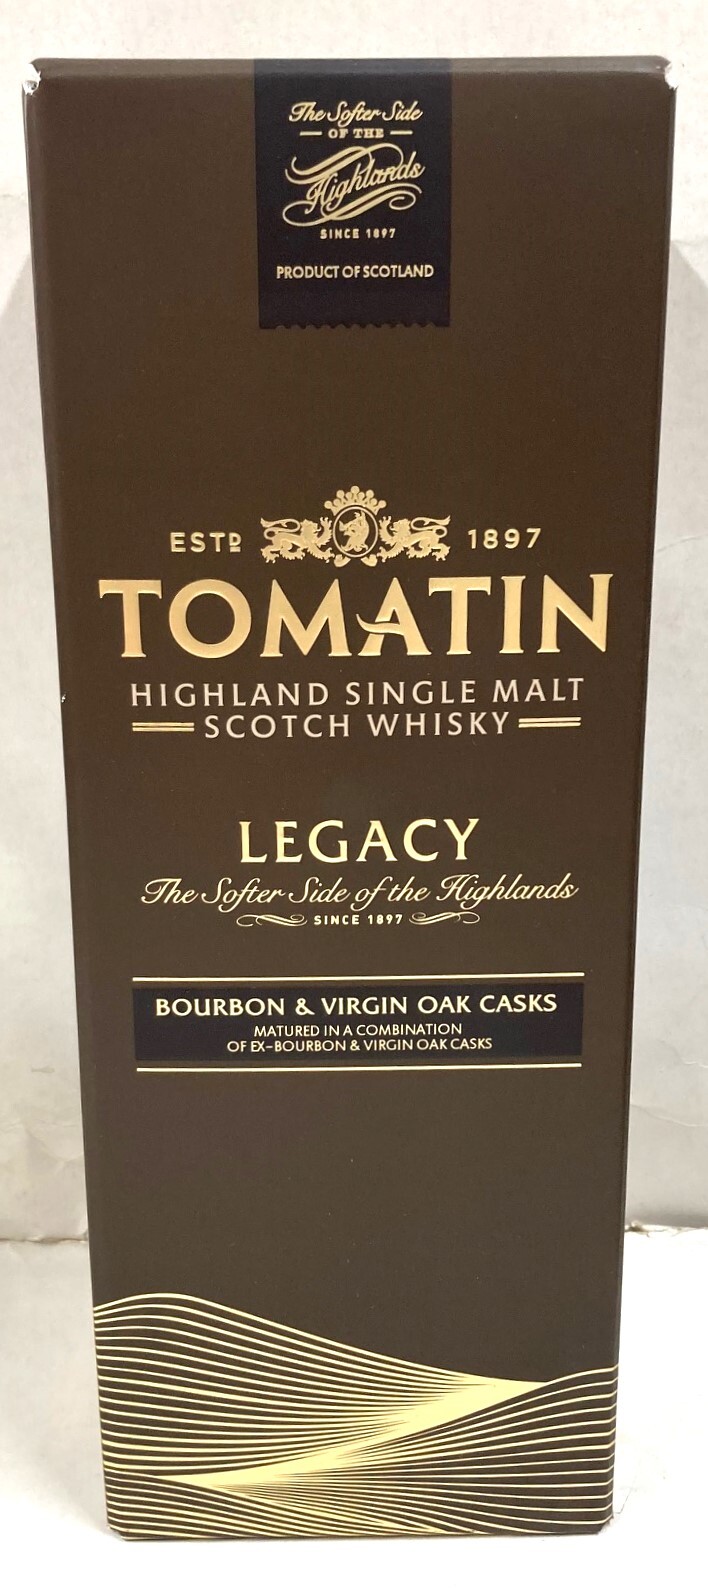 The Softer Side
OF THE
Highlands
SINCE 1897
PRODUCT OF SCOTLAND
ESTD 1897
TOMATIN
HIGHLAND SINGLE MALT
SCOTCH WHISKY
LEGACY
The Softer Side of the Highlands
SINCE 1897
BOURBON & VIRGIN OAK CASKS
MATURED IN A COMBINATION
OF EX-BOURBON & VIRGIN OAK CASKS